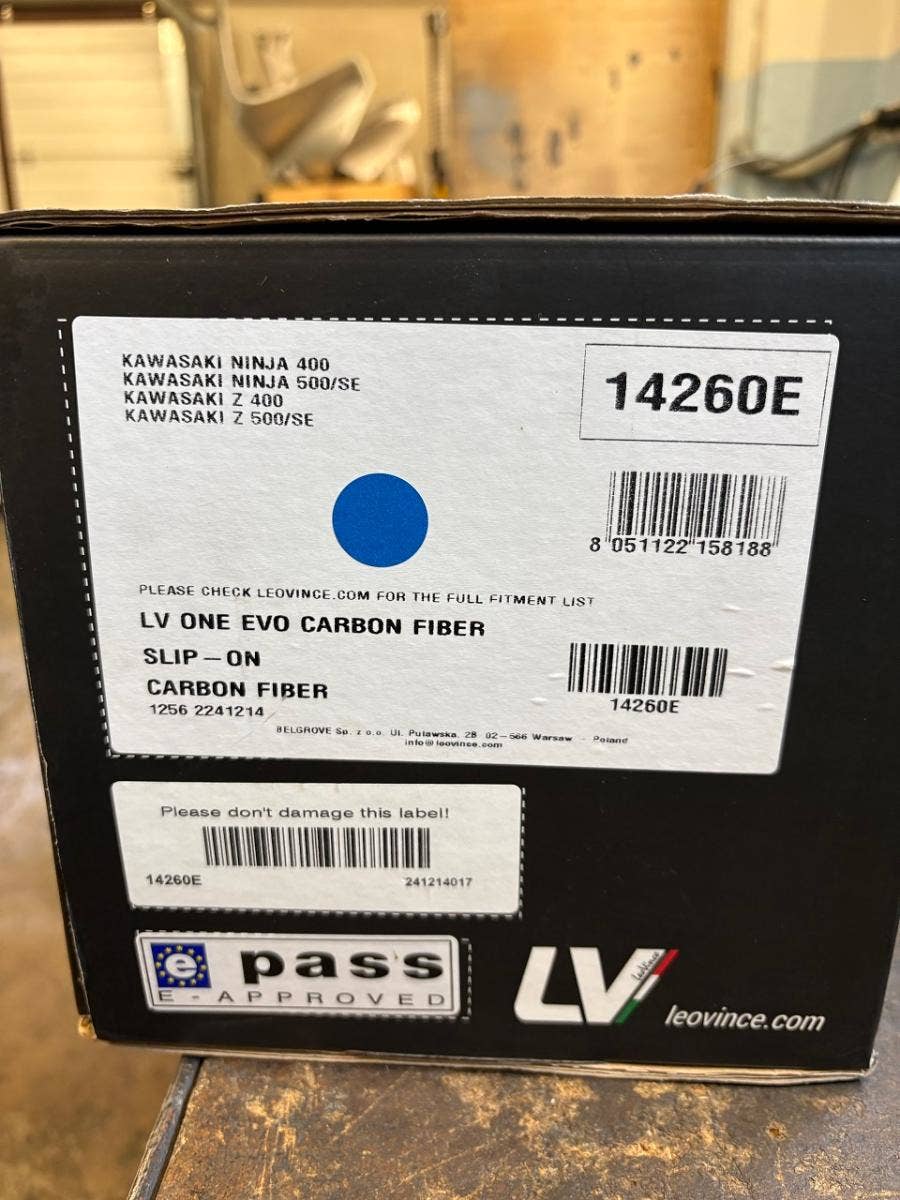 KAWASAKI NINJA 400
KAWASAKI NINJA 500/SE
KAWASAKI Z 400
KAWASAKI Z 500/SE
14260E
8 051122 158188
PLEASE CHECK LEOVINCE.COM FOR THE FULL FITMENT LIST
LV ONE EVO CARBON FIBER
SLIP-ON
CARBON FIBER
1256 2241214
14260E
BELGROVE Sp. z o.o. Ul. Pulawska, 2B 02-566 Warsaw - Poland
info@leovince.com
Please don't damage this label!
14260E 241214017
e pass
E-APPROVED
LV LeoVince
leovince.com